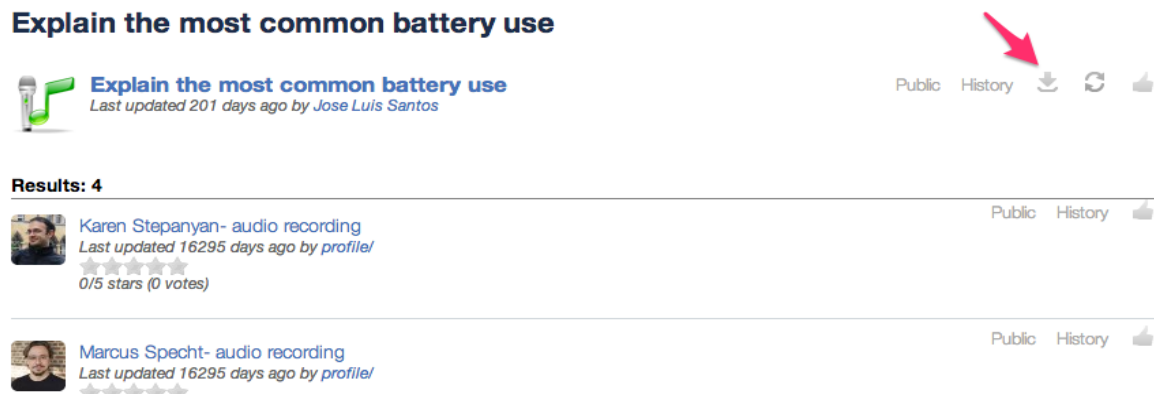 Explain the most common battery use
Explain the most common battery use
Public History
Last updated 201 days ago by Jose Luis Santos
Results: 4
Public History
Karen Stepanyan- audio recording
Last updated 16295 days ago by profile/
0/5 stars (0 votes)
Public History
Marcus Specht- audio recording
Last updated 16295 days ago by profile/